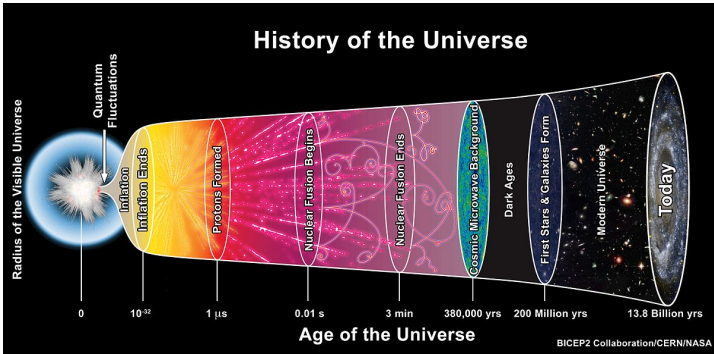 History of the Universe
Radius of the Visible Universe
Quantum
Fluctuations
Inflation
Inflation Ends
Protons Formed
Nuclear Fusion Begins
Nuclear Fusion Ends
Cosmic Microwave Background
Dark Ages
First Stars & Galaxies Form
Modern Universe
Today
0
10⁻³²
1 µs
0.01 s
3 min
380,000 yrs
200 Million yrs
13.8 Billion yrs
Age of the Universe
BICEP2 Collaboration/CERN/NASA